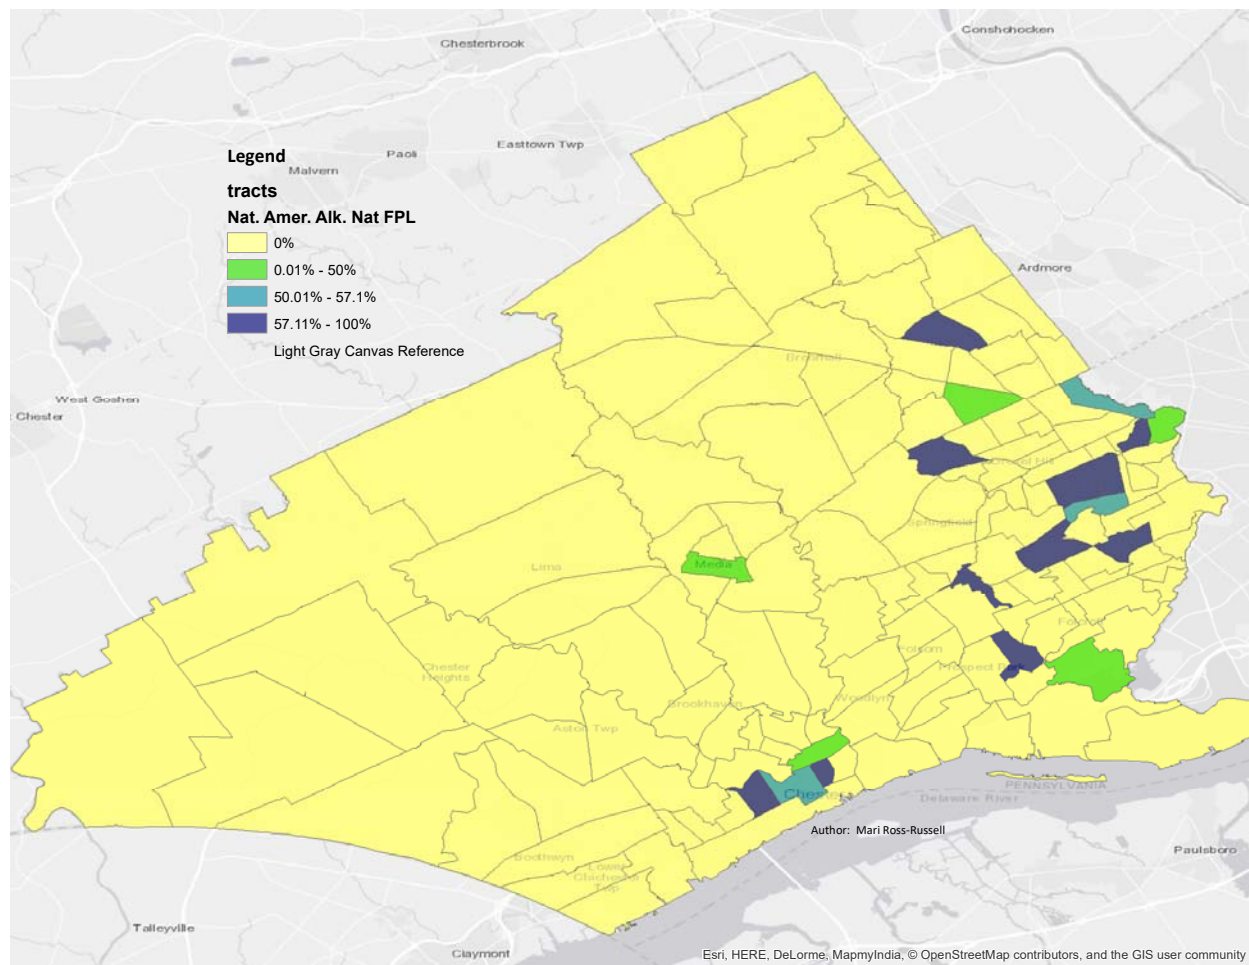 Conshohocken
Chesterbrook
Easttown Twp
Paoli
Malvern
Legend
tracts
Nat. Amer. Alk. Nat FPL
0%
0.01% - 50%
50.01% - 57.1%
57.11% - 100%
Light Gray Canvas Reference
Ardmore
Broomall
West Goshen
Chester
Drexel Hill
Springfield
Media
Lima
Folcroft
Folsom
Prospect Park
Chester
Heights
Woodlyn
Brookhaven
Aston Twp
Chester
PENNSYLVANIA
Delaware River
Author: Mari Ross-Russell
Paulsboro
Boothwyn
Lower
Chichester
Twp
Talleyville
Claymont
Esri, HERE, DeLorme, MapmyIndia, © OpenStreetMap contributors, and the GIS user community